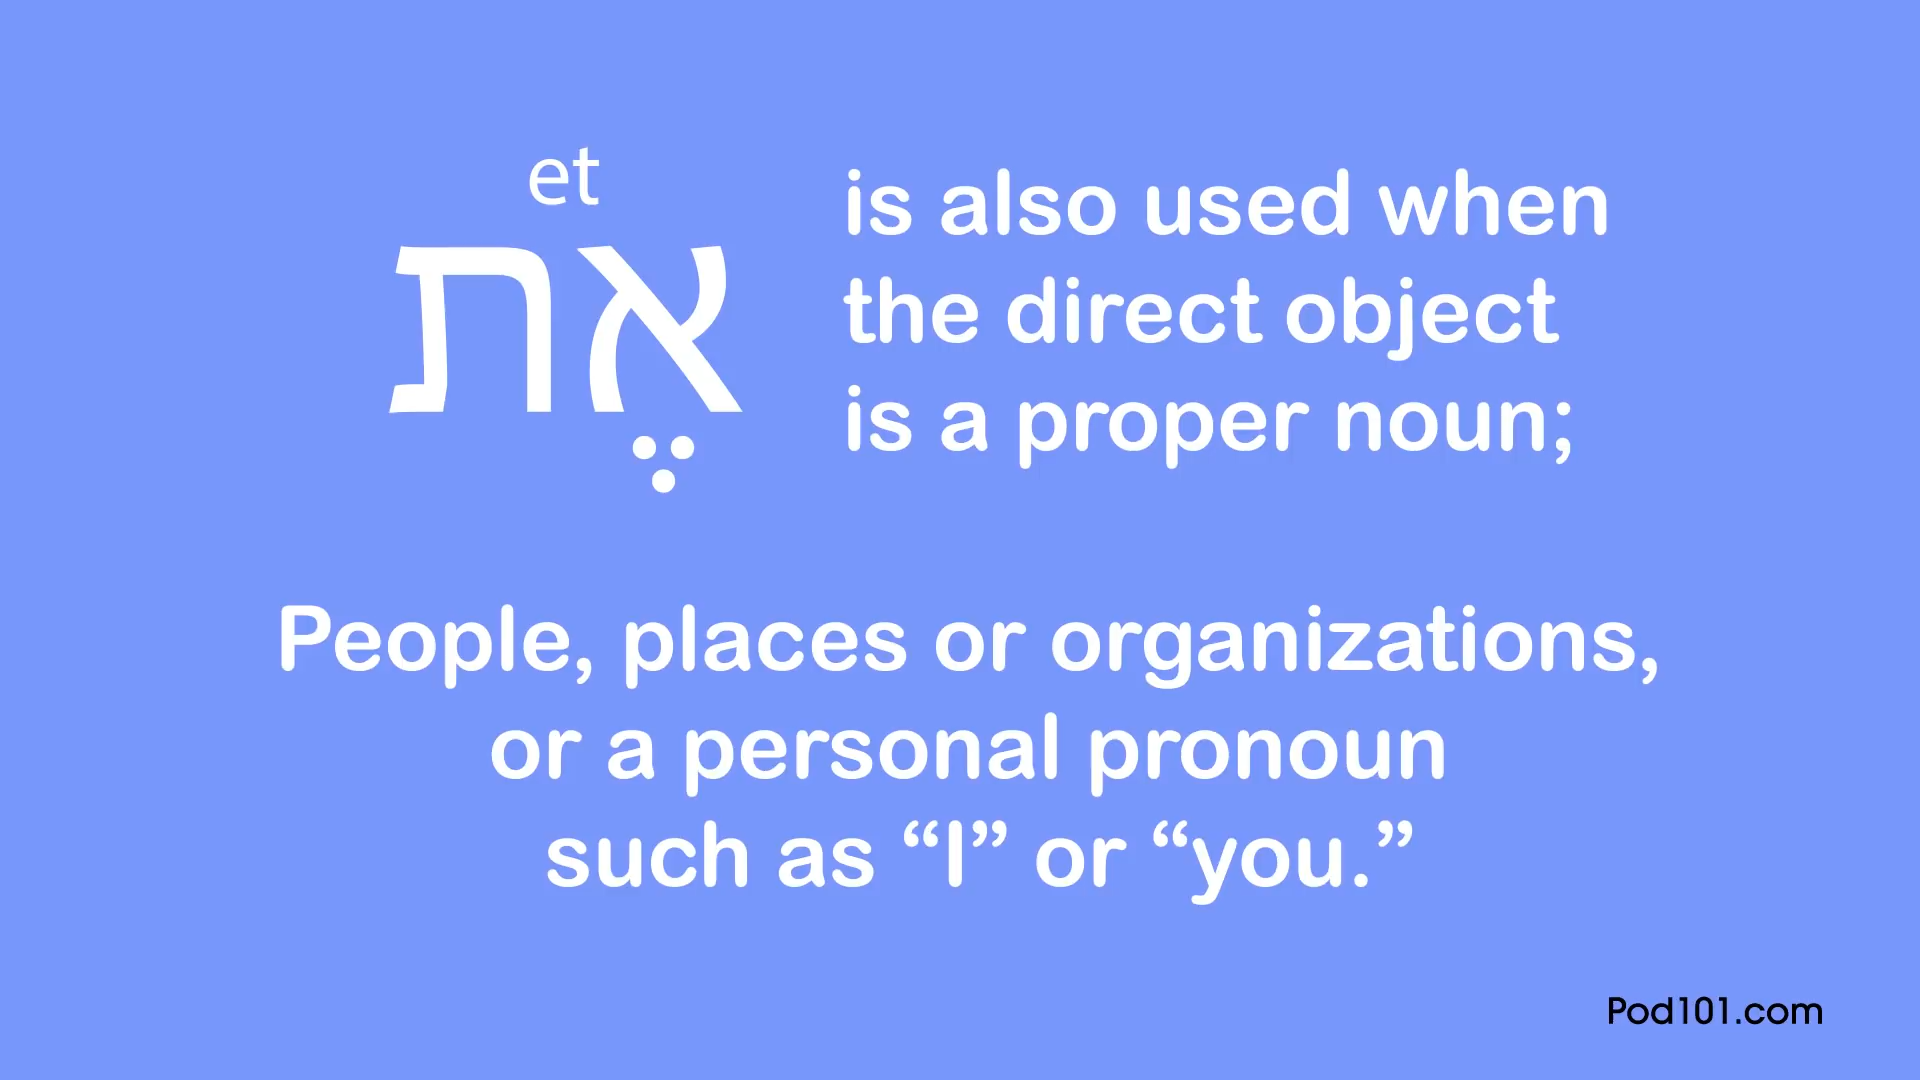 et
אֶת
is also used when
the direct object
is a proper noun;
People, places or organizations,
or a personal pronoun
such as “I” or “you.”
Pod101.com